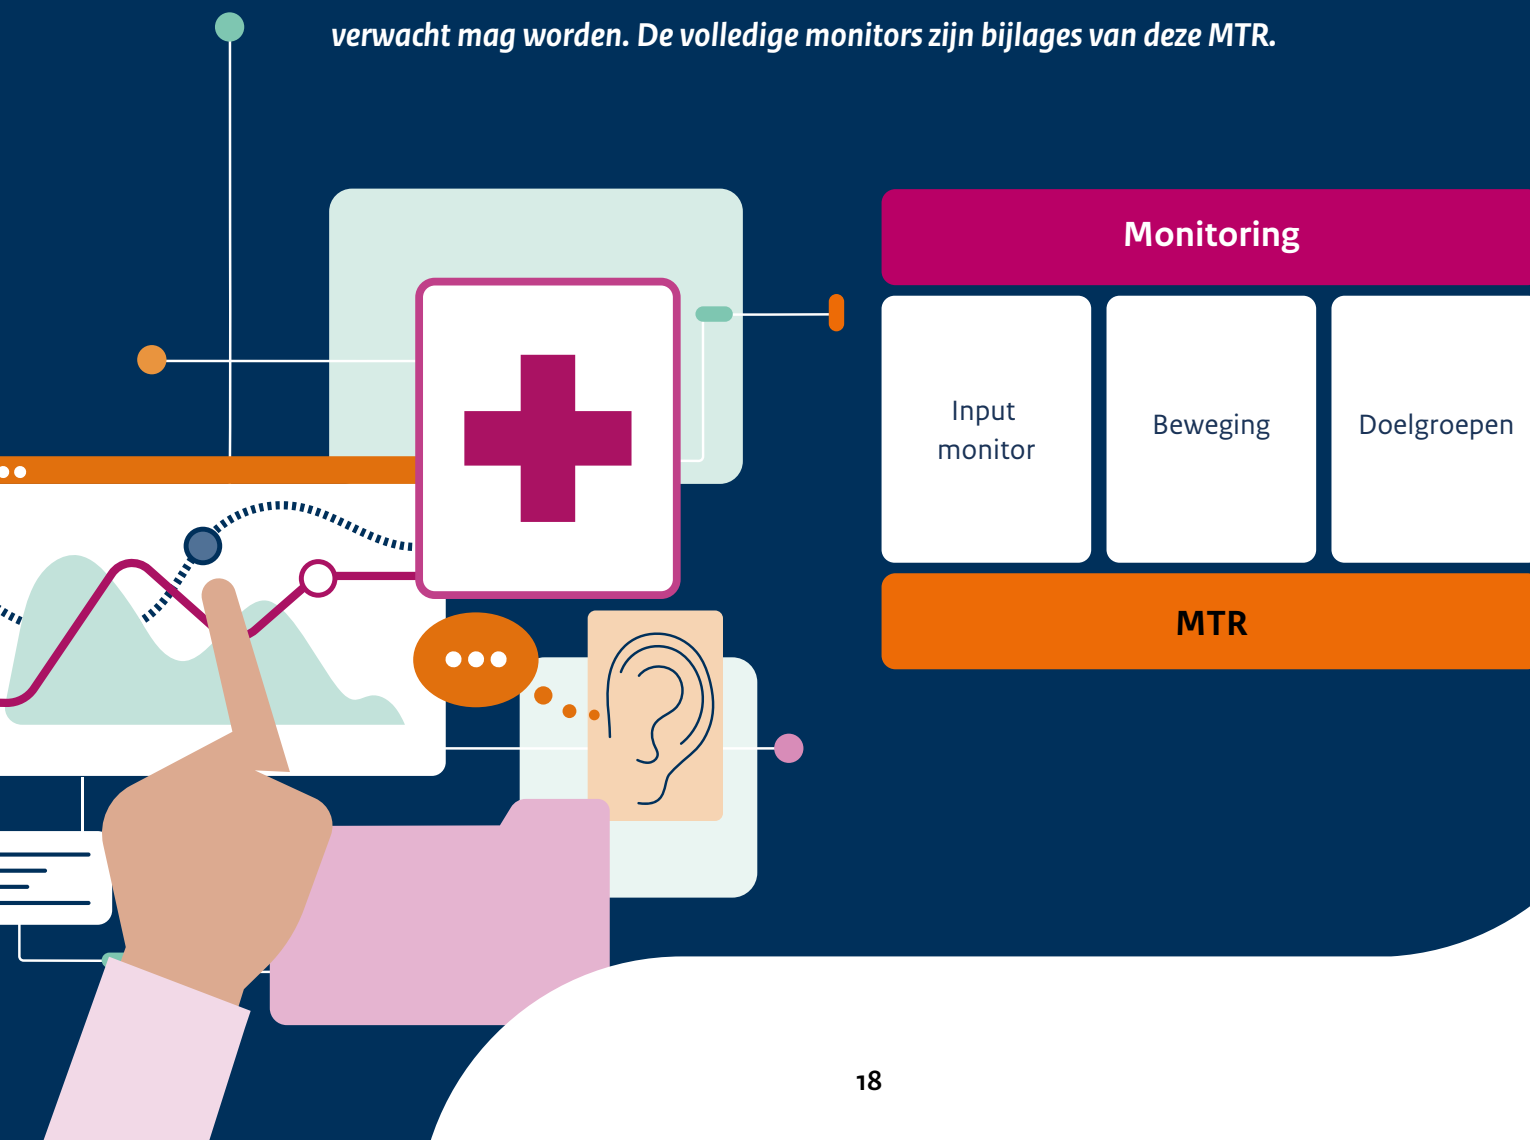 verwacht mag worden. De volledige monitors zijn bijlages van deze MTR.
Monitoring
Input
monitor
Beweging
Doelgroepen
MTR
18